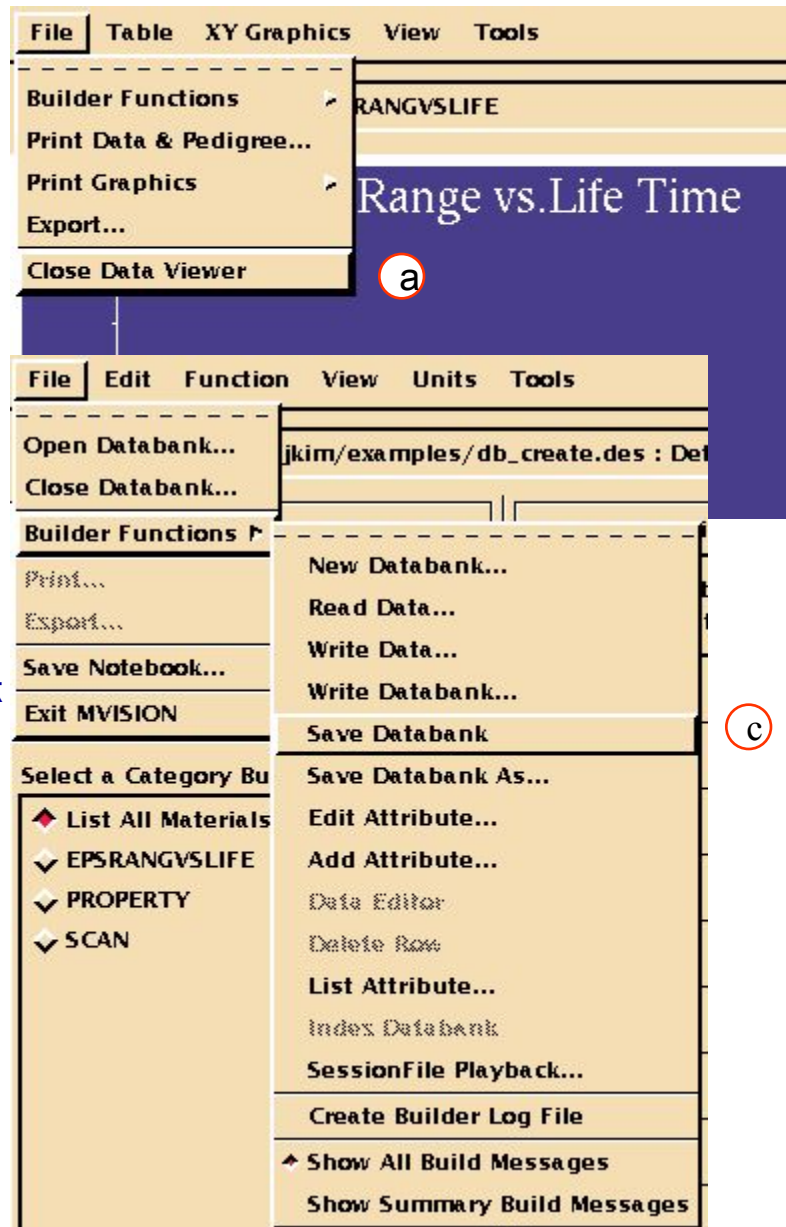 File Table XY Graphics View Tools
Builder Functions
RANGVSLIFE
Print Data & Pedigree...
Print Graphics
Range vs.Life Time
Export...
Close Data Viewer
a
File Edit Function View Units Tools
Open Databank...
jkim/examples/db_create.des : Def
Close Databank...
Builder Functions
Print...
Export...
Save Notebook...
Exit MVISION
New Databank...
Read Data...
Write Data...
Write Databank...
Save Databank
c
Save Databank As...
Edit Attribute...
Add Attribute...
Data Editor
Delete Row
List Attribute...
Index Databank
SessionFile Playback...
Create Builder Log File
Show All Build Messages
Show Summary Build Messages
Select a Category Bu
List All Materials
EPSRANGVSLIFE
PROPERTY
SCAN